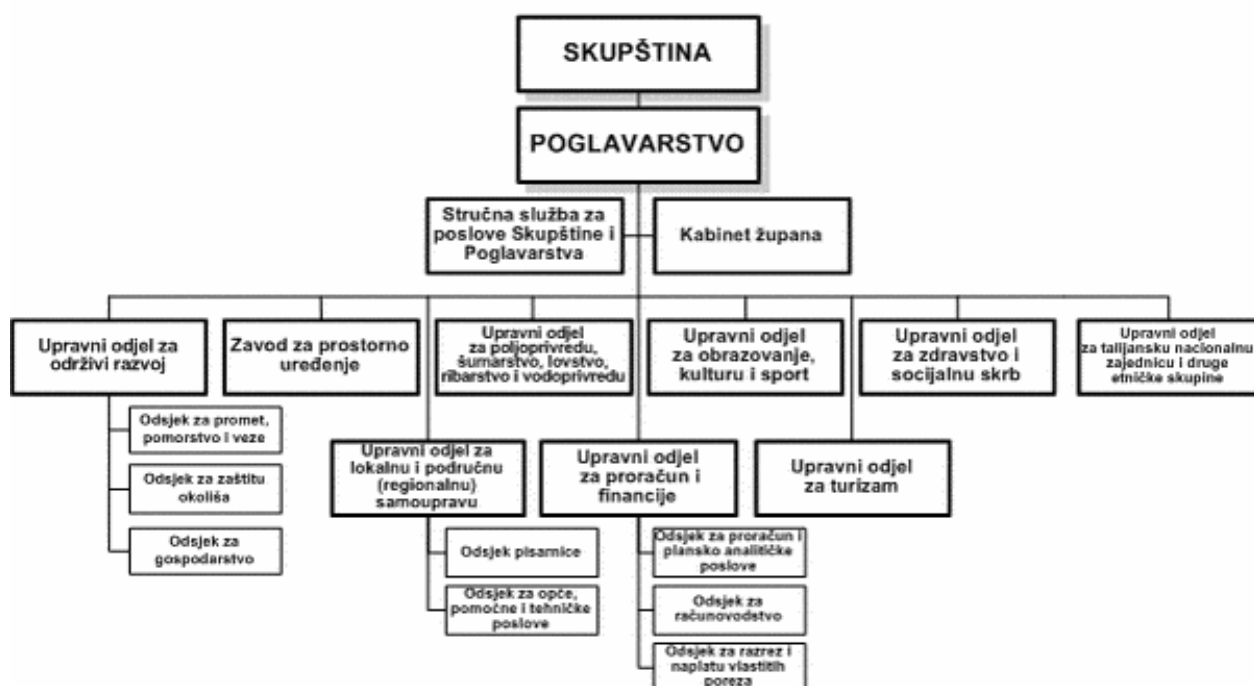 SKUPŠTINA
POGLAVARSTVO
Stručna služba za
poslove Skupštine i
Poglavarstva
Kabinet župana
Upravni odjel za
održivi razvoj
Zavod za prostorno
uređenje
Upravni odjel
za poljoprivredu,
šumarstvo, lovstvo,
ribarstvo i vodoprivredu
Upravni odjel
za obrazovanje,
kulturu i sport
Upravni odjel
za zdravstvo i
socijalnu skrb
Upravni odjel
za talijansku nacionalnu
zajednicu i druge
etničke skupine
Odsjek za promet,
pomorstvo i veze
Odsjek za zaštitu
okoliša
Odsjek za
gospodarstvo
Upravni odjel za
lokalnu i područnu
(regionalnu)
samoupravu
Upravni odjel
za proračun i
financije
Upravni odjel
za turizam
Odsjek pisarnice
Odsjek za opće,
pomoćne i tehničke
poslove
Odsjek za proračun i
plansko analitičke
poslove
Odsjek za
računovodstvo
Odsjek za razrez i
naplatu vlastitih
poreza